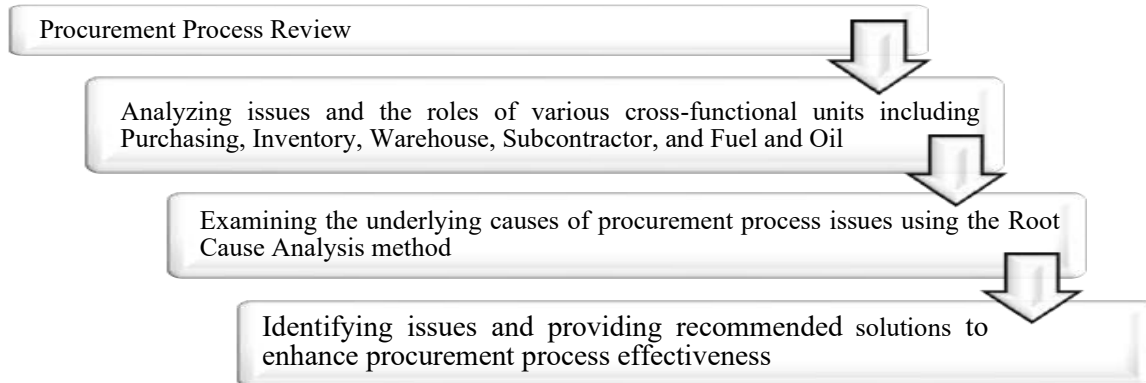 Procurement Process Review
Analyzing issues and the roles of various cross-functional units including
Purchasing, Inventory, Warehouse, Subcontractor, and Fuel and Oil
Examining the underlying causes of procurement process issues using the Root
Cause Analysis method
Identifying issues and providing recommended solutions to
enhance procurement process effectiveness